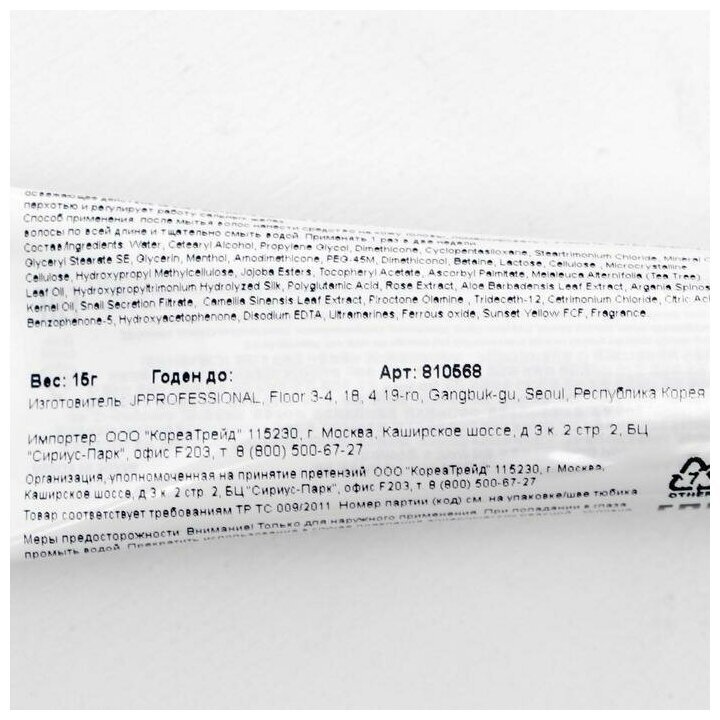 освежающее
перхотью и регулирует работу сальных желез.
Способ применения: после мытья волос нанести средство на кожу
волосы по всей длине и тщательно смыть водой. Применять 1 раз в две недели.
Состав/Ingredients: Water, Cetearyl Alcohol, Propylene Glycol, Dimethicone, Cyclopentasiloxane, Steartrimonium Chloride, Mineral
Glyceryl Stearate SE, Glycerin, Menthol, Amodimethicone, PEG-45M, Dimethiconol, Betaine, Lactose, Cellulose, Microcrystalline
Cellulose, Hydroxypropyl Methylcellulose, Jojoba Esters, Tocopheryl Acetate, Ascorbyl Palmitate, Melaleuca Alternifolia (Tea Tree)
Leaf Oil, Hydroxypropyltrimonium Hydrolyzed Silk, Polyglutamic Acid, Rose Extract, Aloe Barbadensis Leaf Extract, Argania Spinos
Kernel Oil, Snail Secretion Filtrate, Camellia Sinensis Leaf Extract, Piroctone Olamine, Trideceth-12, Cetrimonium Chloride, Citric
Benzophenone-5, Hydroxyacetophenone, Disodium EDTA, Ultramarines, Ferrous oxide, Sunset Yellow FCF, Fragrance.
Вес: 15г Годен до: Арт: 810568
Изготовитель: JPPROFESSIONAL, Floor 3-4, 18, 4.19-ro, Gangbuk-gu, Seoul, Республика Корея
Импортер: ООО "КореаТрейд" 115230, г. Москва, Каширское шоссе, д 3 к. 2 стр. 2, БЦ
"Сириус-Парк", офис F203, т. 8 (800) 500-67-27
Организация, уполномоченная на принятие претензий: ООО "КореаТрейд" 115230, г. Москва,
Каширское шоссе, д 3 к. 2 стр. 2, БЦ "Сириус-Парк", офис F203, т. 8 (800) 500-67-27
Товар соответствует требованиям ТР ТС 009/2011. Номер партии (код) см. на упаковке/шве тюбика
Меры предосторожности: Внимание! Только для наружного применения. При попадании в глаза
промыть водой. Прекратить использование в случае
7
OTHER